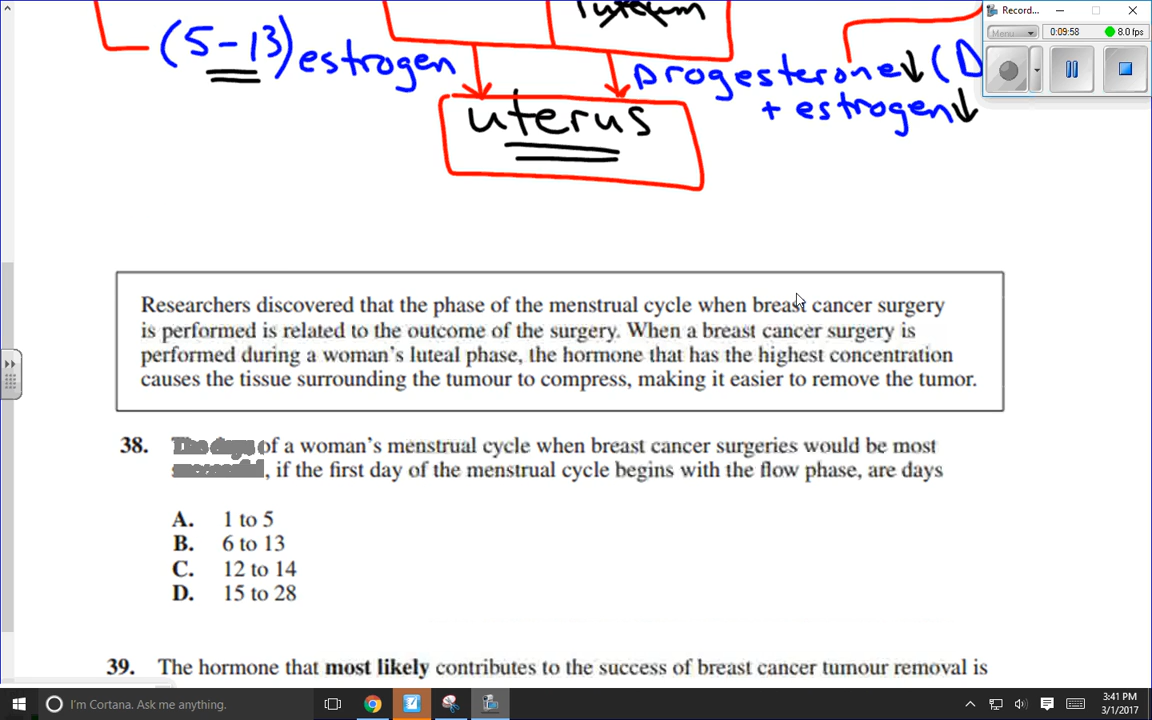 luteum
(5-13) estrogen
progesterone↓ (D
+ estrogen↓
uterus
Record...
Menu
0:09:58
8.0 fps
Researchers discovered that the phase of the menstrual cycle when breast cancer surgery
is performed is related to the outcome of the surgery. When a breast cancer surgery is
performed during a woman's luteal phase, the hormone that has the highest concentration
causes the tissue surrounding the tumour to compress, making it easier to remove the tumor.
38. The days of a woman's menstrual cycle when breast cancer surgeries would be most
successful, if the first day of the menstrual cycle begins with the flow phase, are days
A. 1 to 5
B. 6 to 13
C. 12 to 14
D. 15 to 28
39. The hormone that most likely contributes to the success of breast cancer tumour removal is
I'm Cortana. Ask me anything.
3:41 PM
3/1/2017